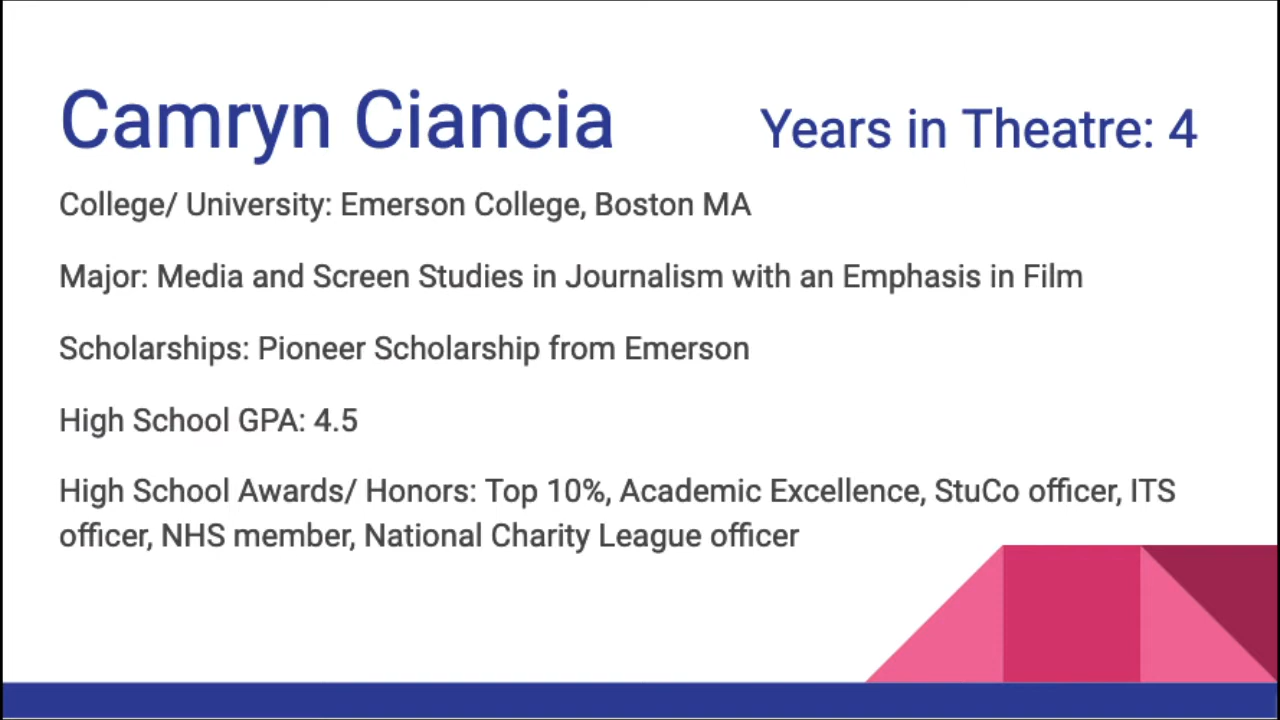 Camryn Ciancia Years in Theatre: 4
College/ University: Emerson College, Boston MA
Major: Media and Screen Studies in Journalism with an Emphasis in Film
Scholarships: Pioneer Scholarship from Emerson
High School GPA: 4.5
High School Awards/ Honors: Top 10%, Academic Excellence, StuCo officer, ITS
officer, NHS member, National Charity League officer